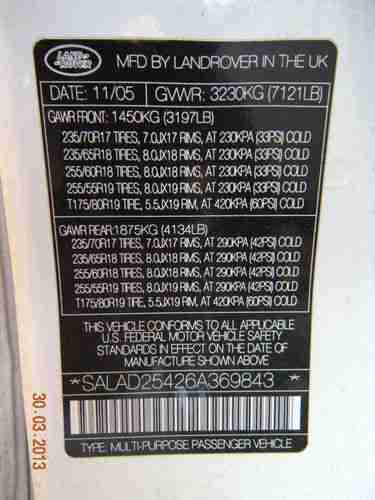 LAND ROVER
MFD BY LANDROVER IN THE UK
DATE: 11/05 GVWR: 3230KG (7121LB)
GAWR FRONT: 1450KG (3197LB)
235/70R17 TIRES, 7.0JX17 RIMS, AT 230KPA (33PSI) COLD
235/65R18 TIRES, 8.0JX18 RIMS, AT 230KPA (33PSI) COLD
255/60R18 TIRES, 8.0JX18 RIMS, AT 230KPA (33PSI) COLD
255/55R19 TIRES, 8.0JX19 RIMS, AT 230KPA (33PSI) COLD
T175/80R19 TIRES, 5.5JX19 RIM, AT 420KPA (60PSI) COLD
GAWR REAR: 1875KG (4134LB)
235/70R17 TIRES, 7.0JX17 RIMS, AT 290KPA (42PSI) COLD
235/65R18 TIRES, 8.0JX18 RIMS, AT 290KPA (42PSI) COLD
255/60R18 TIRES, 8.0JX18 RIMS, AT 290KPA (42PSI) COLD
255/55R19 TIRES, 8.0JX19 RIMS, AT 290KPA (42PSI) COLD
T175/80R19 TIRES, 5.5JX19 RIM, AT 420KPA (60PSI) COLD
THIS VEHICLE CONFORMS TO ALL APPLICABLE
U.S. FEDERAL MOTOR VEHICLE SAFETY
STANDARDS IN EFFECT ON THE DATE OF
MANUFACTURE SHOWN ABOVE
*SALAD25426A369843*
TYPE: MULTI-PURPOSE PASSENGER VEHICLE
30.03.2013